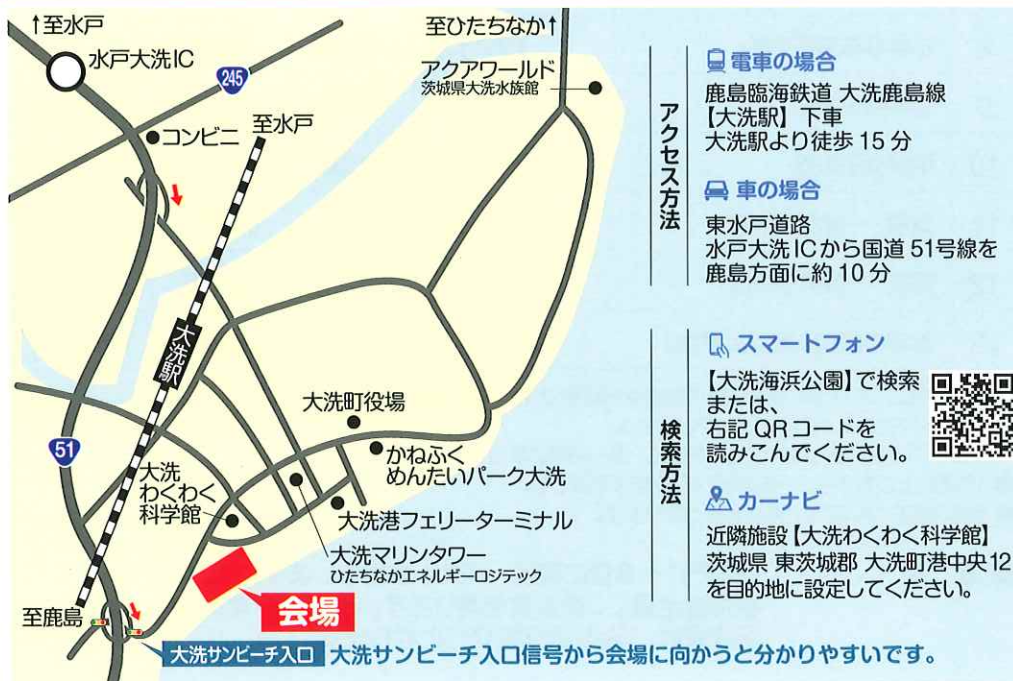 ↑至水戸
水戸大洗IC
245
至ひたちなか↑
アクアワールド
茨城県大洗水族館
コンビニ
至水戸
大洗駅
51
大洗町役場
かねふく
めんたいパーク大洗
大洗
わくわく
科学館
大洗港フェリーターミナル
大洗マリンタワー
ひたちなかエネルギーロジテック
会場
至鹿島
大洗サンビーチ入口
大洗サンビーチ入口信号から会場に向かうと分かりやすいです。
アクセス方法
電車の場合
鹿島臨海鉄道 大洗鹿島線
【大洗駅】下車
大洗駅より徒歩 15 分
車の場合
東水戸道路
水戸大洗ICから国道 51号線を
鹿島方面に約 10 分
検索方法
スマートフォン
【大洗海浜公園】で検索
または、
右記 QR コードを
読みこんでください。
カーナビ
近隣施設【大洗わくわく科学館】
茨城県 東茨城郡 大洗町港中央12
を目的地に設定してください。